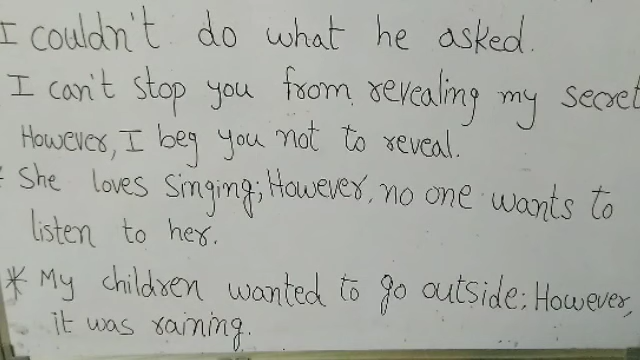 I couldn't do what he asked.
I can't stop you from revealing my secret
However, I beg you not to reveal.
She loves singing; However, no one wants to
listen to her.
* My children wanted to go outside; However,
it was raining.